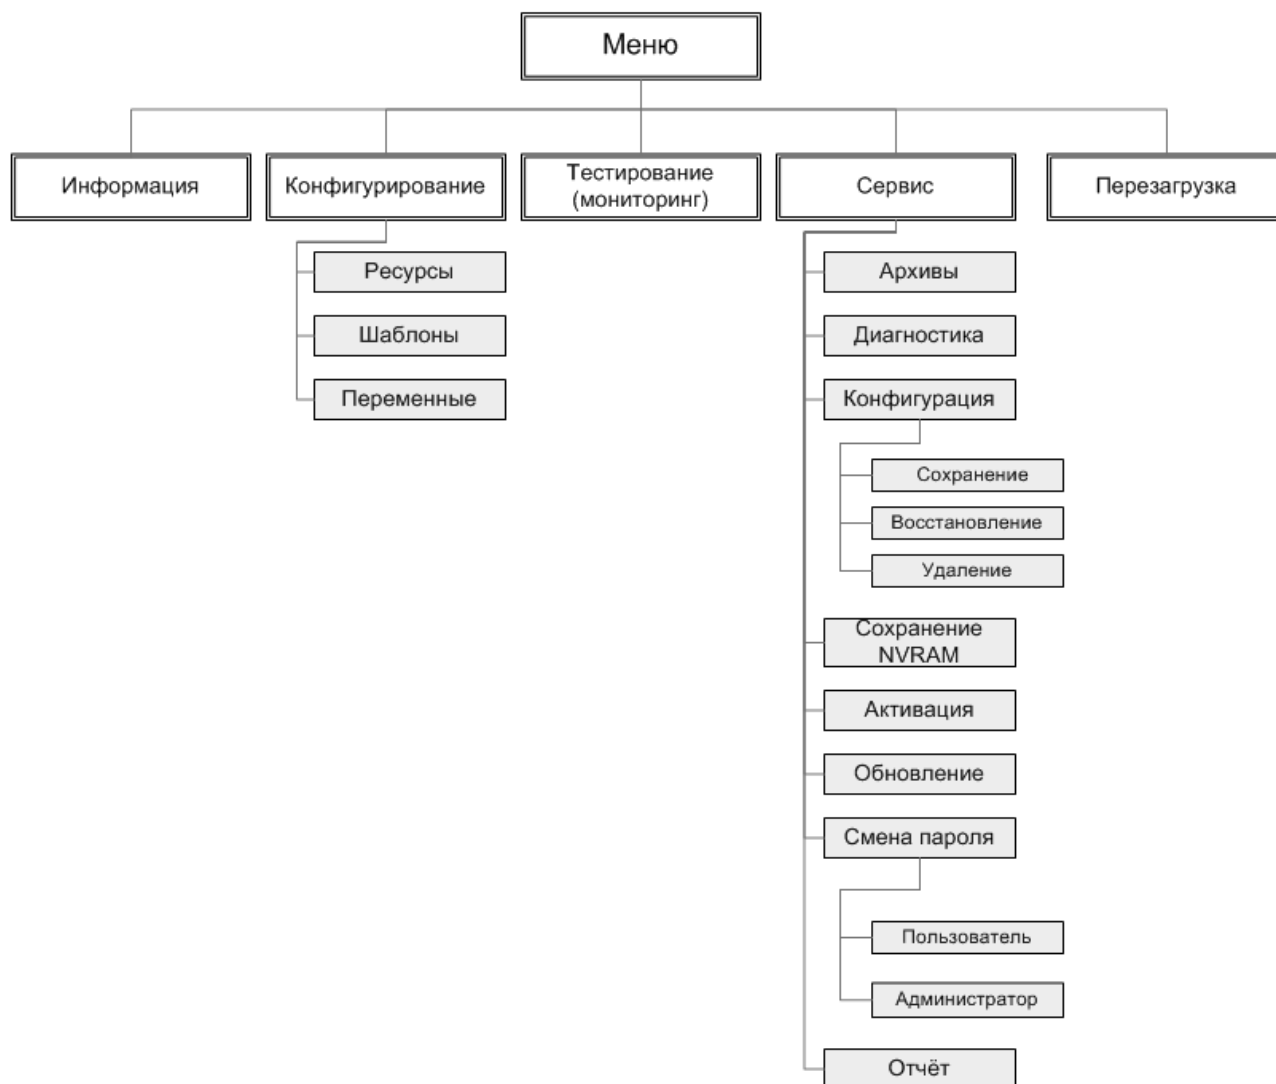 Меню
Информация
Конфигурирование
Тестирование
(мониторинг)
Сервис
Перезагрузка
Ресурсы
Шаблоны
Переменные
Архивы
Диагностика
Конфигурация
Сохранение
Восстановление
Удаление
Сохранение
NVRAM
Активация
Обновление
Смена пароля
Пользователь
Администратор
Отчёт